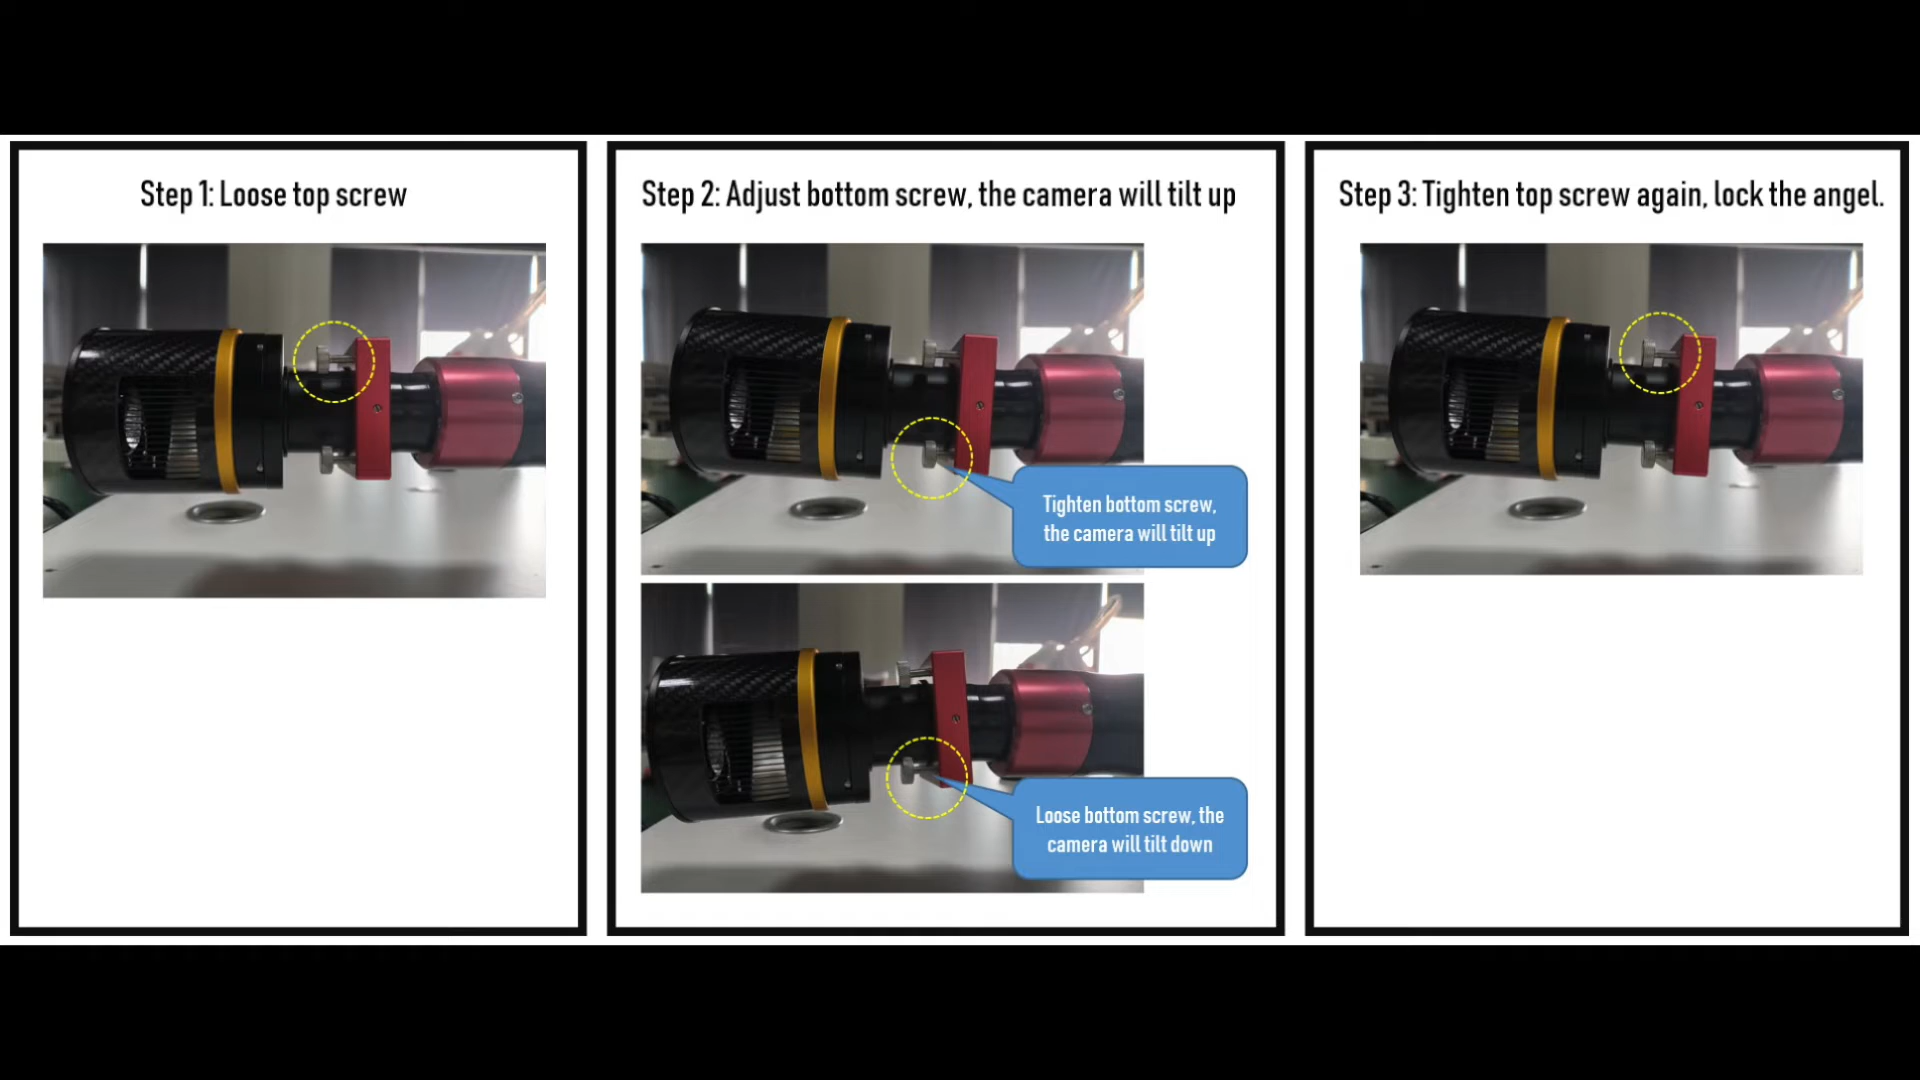 Step 1: Loose top screw
Step 2: Adjust bottom screw, the camera will tilt up
Tighten bottom screw,
the camera will tilt up
Loose bottom screw, the
camera will tilt down
Step 3: Tighten top screw again, lock the angel.